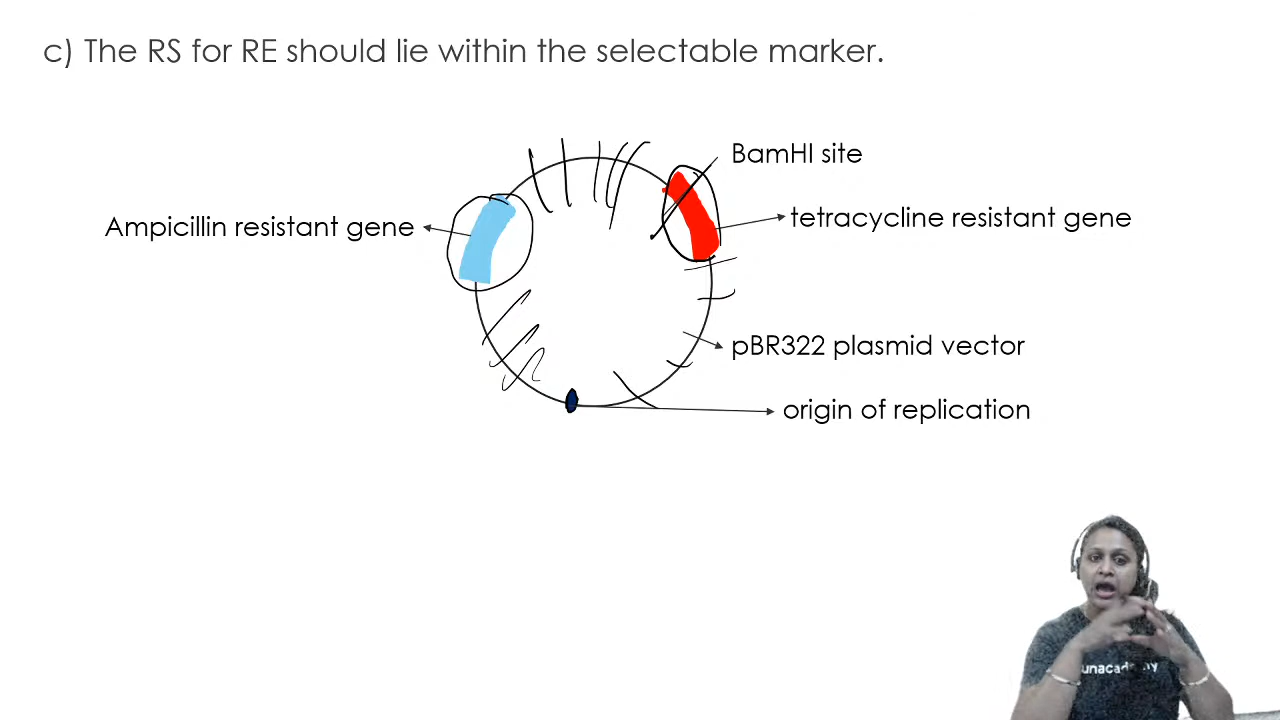 c) The RS for RE should lie within the selectable marker.
BamHI site
Ampicillin resistant gene
tetracycline resistant gene
pBR322 plasmid vector
origin of replication
unacademy